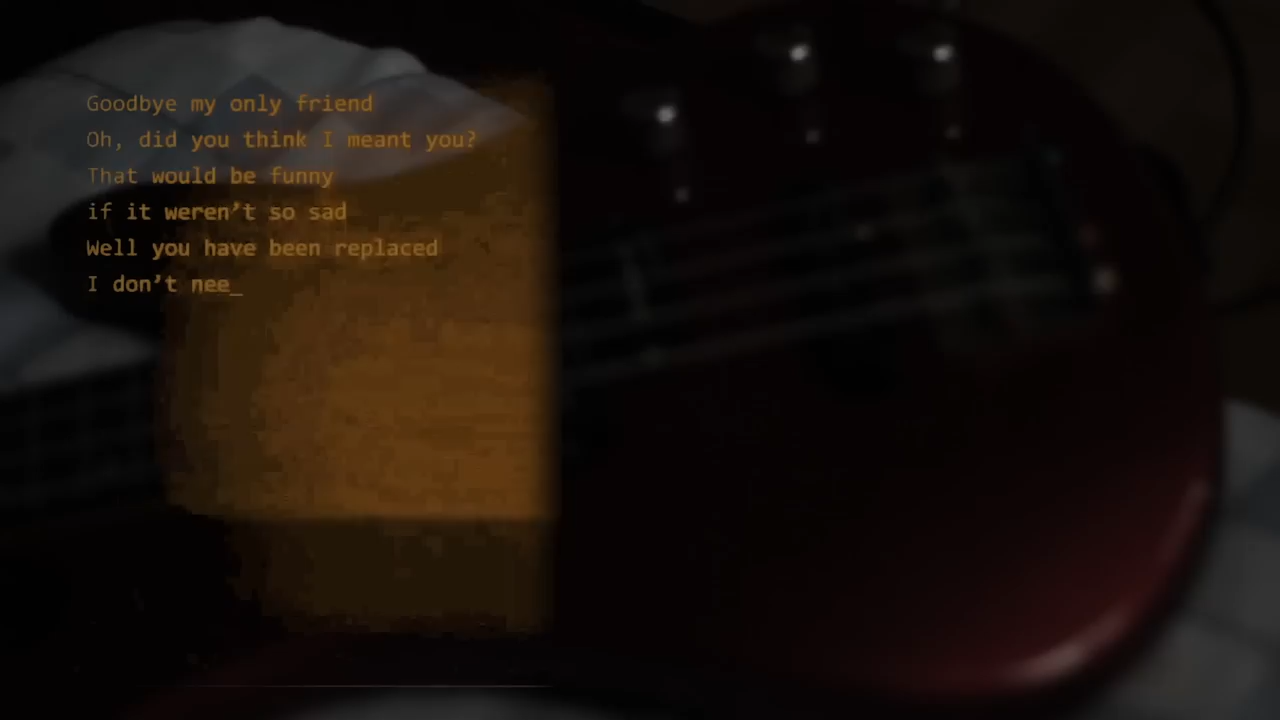 Goodbye my only friend
Oh, did you think I meant you?
That would be funny
if it weren’t so sad
Well you have been replaced
I don’t nee_